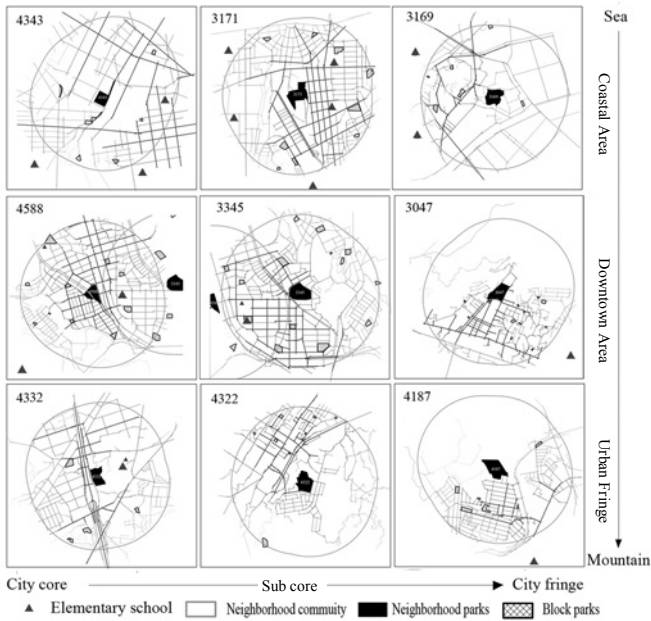 4343
3171
3169
Sea
Coastal Area
4588
3345
3047
Downtown Area
4332
4322
4187
Urban Fringe
Mountain
City core
Sub core
City fringe
Elementary school
Neighborhood commuity
Neighborhood parks
Block parks